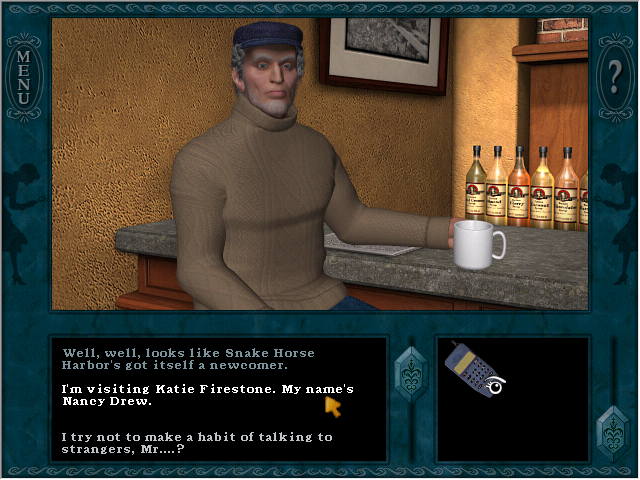 MENU
?
Well, well, looks like Snake Horse
Harbor's got itself a newcomer.
I'm visiting Katie Firestone. My name's
Nancy Drew.
I try not to make a habit of talking to
strangers, Mr....?